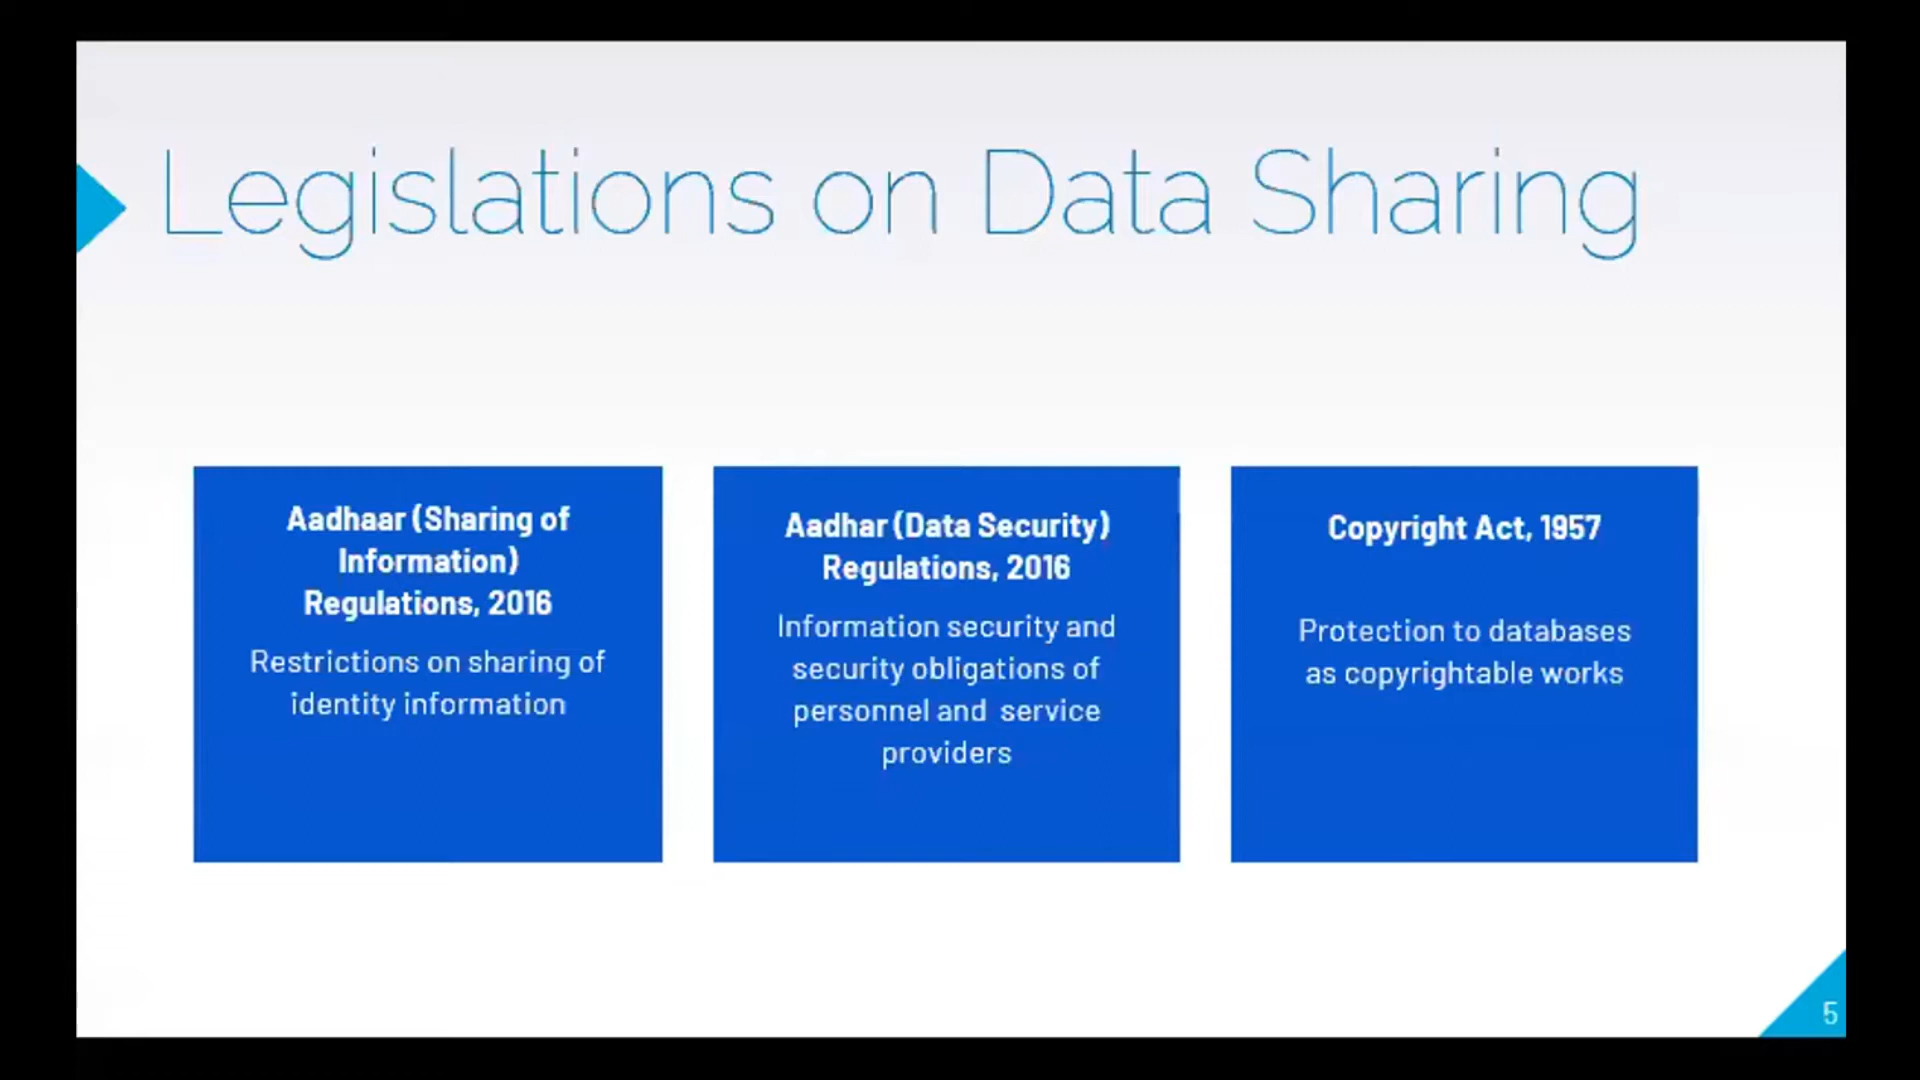 Legislations on Data Sharing
Aadhaar (Sharing of
Information)
Regulations, 2016
Restrictions on sharing of
identity information
Aadhar (Data Security)
Regulations, 2016
Information security and
security obligations of
personnel and service
providers
Copyright Act, 1957
Protection to databases
as copyrightable works
5